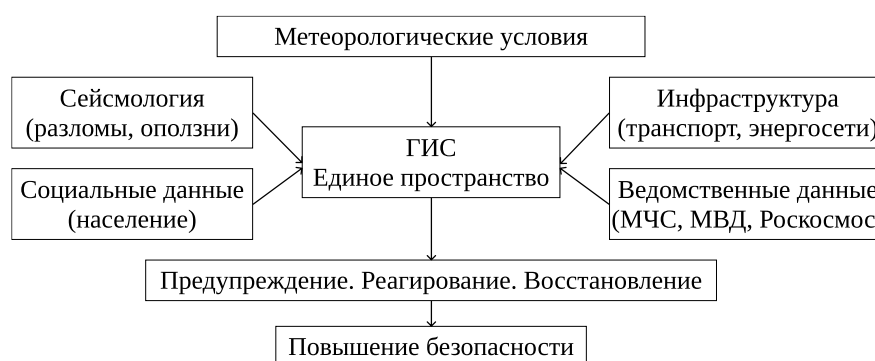 Метеорологические условия
Сейсмология
(разломы, оползни)
Инфраструктура
(транспорт, энергосети)
ГИС
Единое пространство
Социальные данные
(население)
Ведомственные данные
(МЧС, МВД, Роскосмос
Предупреждение. Реагирование. Восстановление
Повышение безопасности